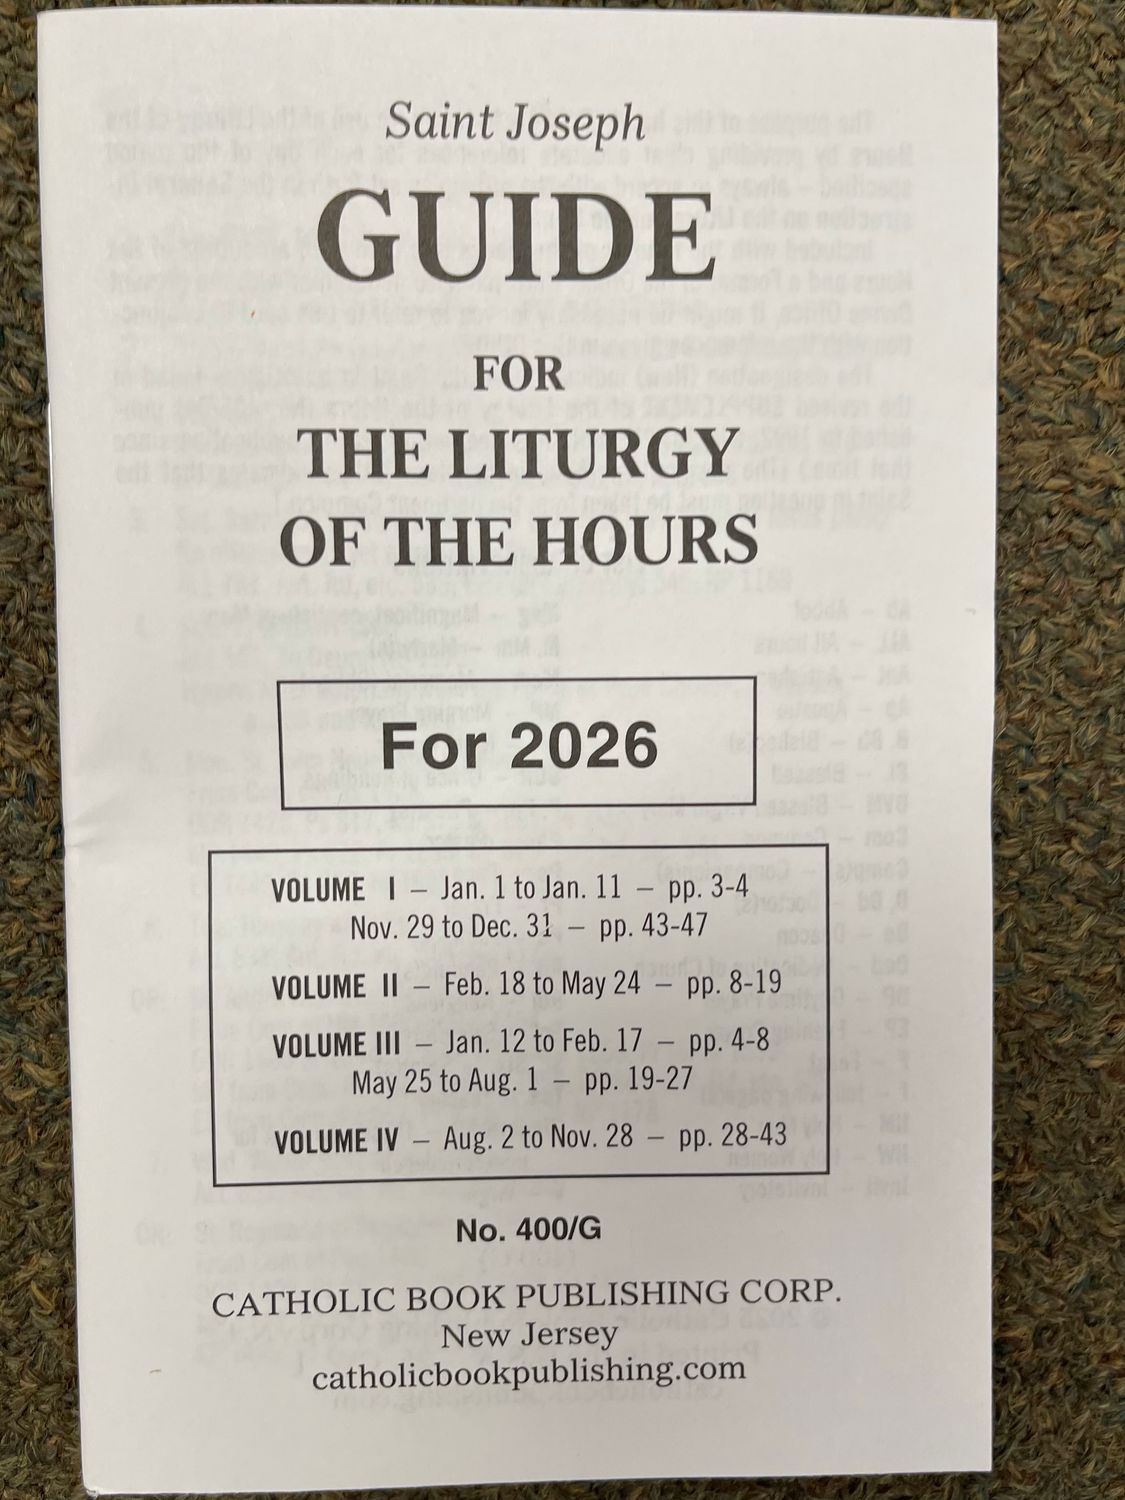 Saint Joseph
GUIDE
FOR
THE LITURGY
OF THE HOURS
For 2026
VOLUME I – Jan. 1 to Jan. 11 – pp. 3-4
Nov. 29 to Dec. 31 – pp. 43-47
VOLUME II – Feb. 18 to May 24 – pp. 8-19
VOLUME III – Jan. 12 to Feb. 17 – pp. 4-8
May 25 to Aug. 1 – pp. 19-27
VOLUME IV – Aug. 2 to Nov. 28 – pp. 28-43
No. 400/G
CATHOLIC BOOK PUBLISHING CORP.
New Jersey
catholicbookpublishing.com